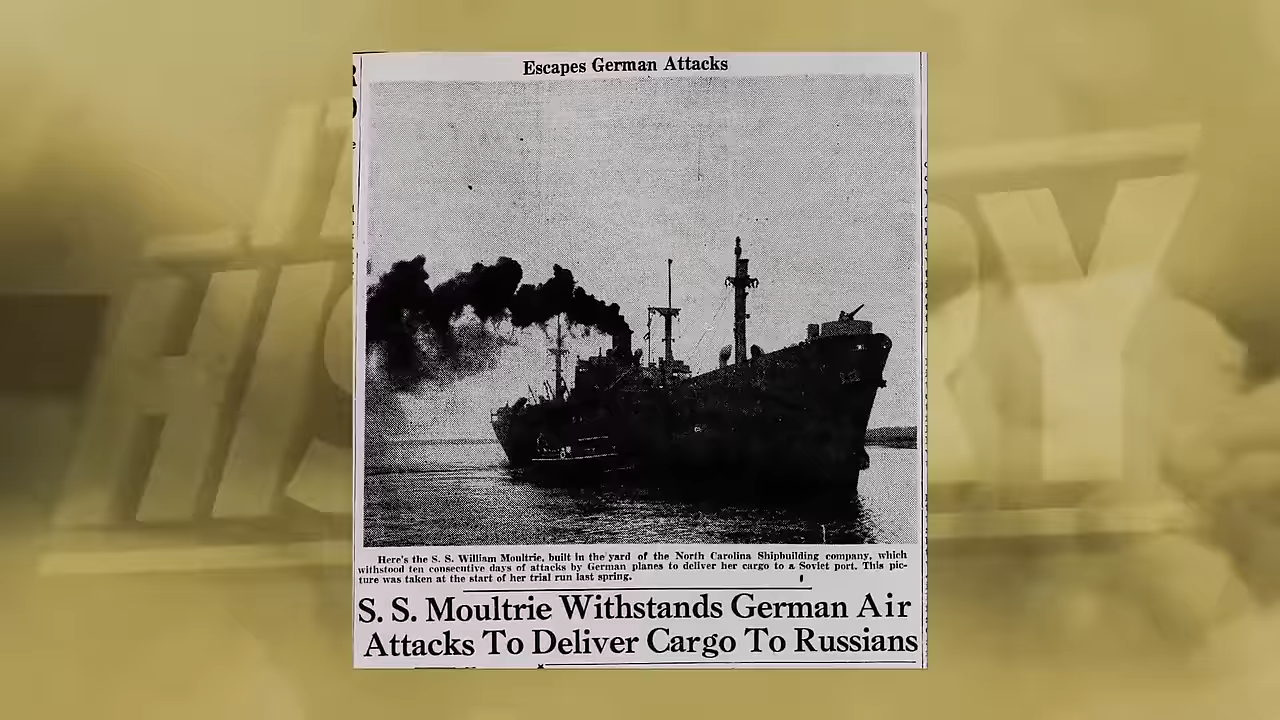 Escapes German Attacks
HISTORY
Here's the S. S. William Moultrie, built in the yard of the North Carolina Shipbuilding company, which
withstood ten consecutive days of attacks by German planes to deliver her cargo to a Soviet port. This pic-
ture was taken at the start of her trial run last spring.
S. S. Moultrie Withstands German Air
Attacks To Deliver Cargo To Russians